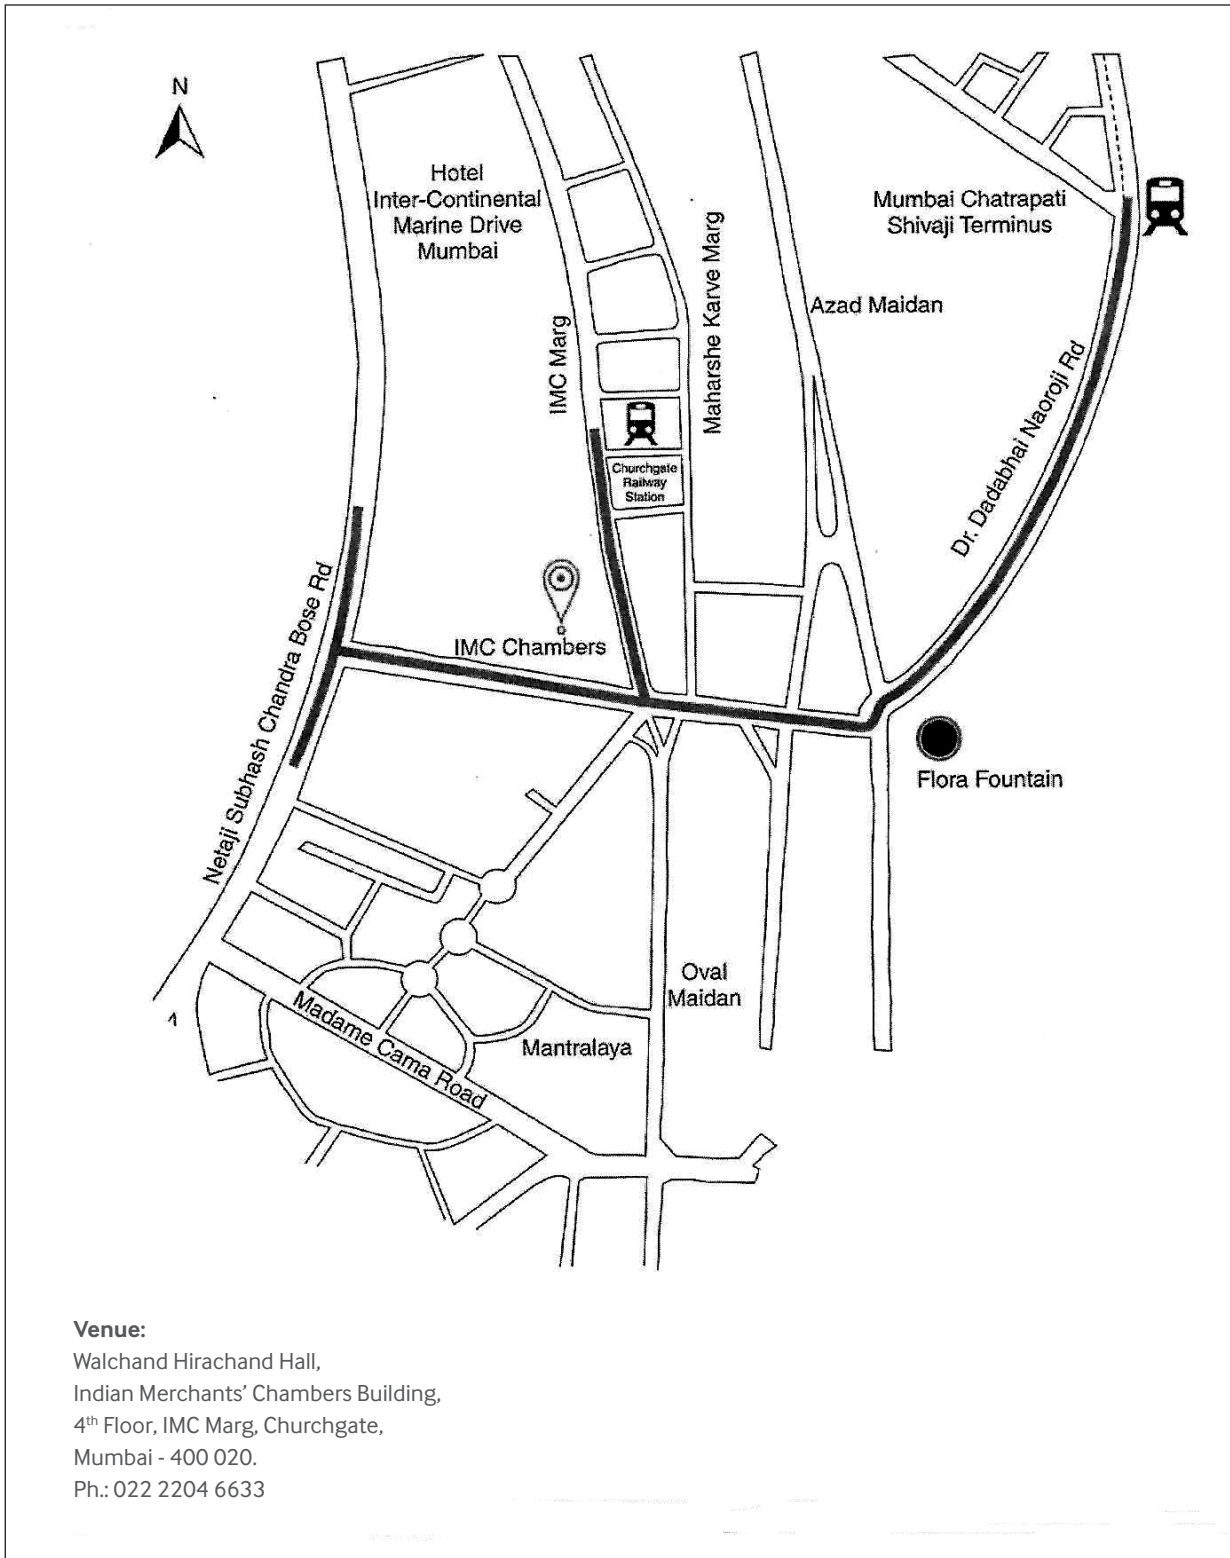 N
Hotel
Inter-Continental
Marine Drive
Mumbai
Mumbai Chatrapati
Shivaji Terminus
Maharshe Karve Marg
Azad Maidan
IMC Marg
Dr. Dadabhai Naoroji Rd
Churchgate
Railway
Station
Netaji Subhash Chandra Bose Rd
IMC Chambers
Flora Fountain
Oval
Maidan
Madame Cama Road
Mantralaya
Venue:
Walchand Hirachand Hall,
Indian Merchants’ Chambers Building,
4th Floor, IMC Marg, Churchgate,
Mumbai - 400 020.
Ph.: 022 2204 6633